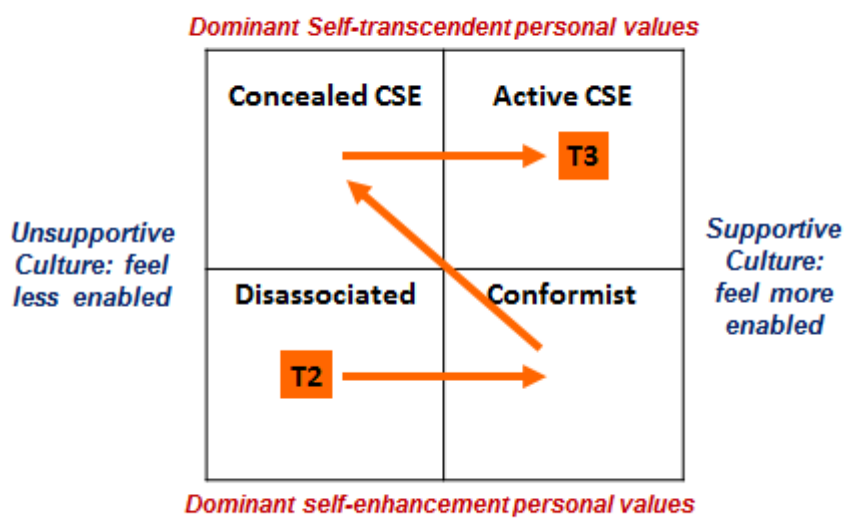 Dominant Self-transcendent personal values
Concealed CSE
Active CSE
T3
Unsupportive
Culture: feel
less enabled
Supportive
Culture:
feel more
enabled
Disassociated
Conformist
T2
Dominant self-enhancement personal values